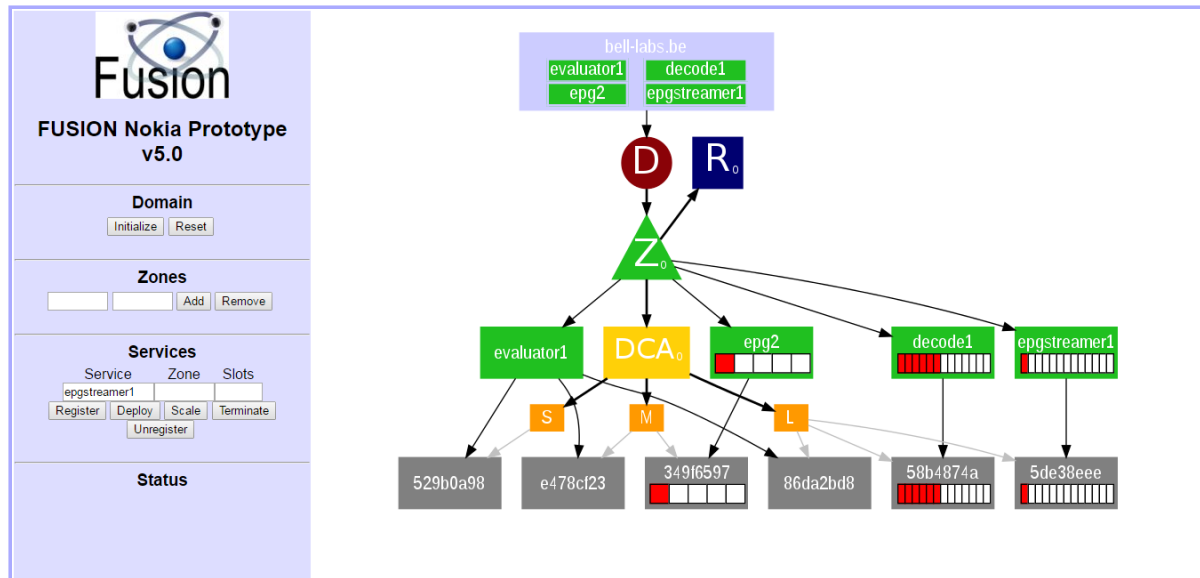 Fusion
FUSION Nokia Prototype
v5.0
Domain
Initialize Reset
Zones
Add Remove
Services
Service Zone Slots
epgstreamer1
Register Deploy Scale Terminate
Unregister
Status
bell-labs.be
evaluator1 decode1
epg2 epgstreamer1
D R0
Z0
evaluator1 DCA0 epg2 decode1 epgstreamer1
S M L
529b0a98 e478cf23 349f6597 86da2bd8 58b4874a 5de38eee